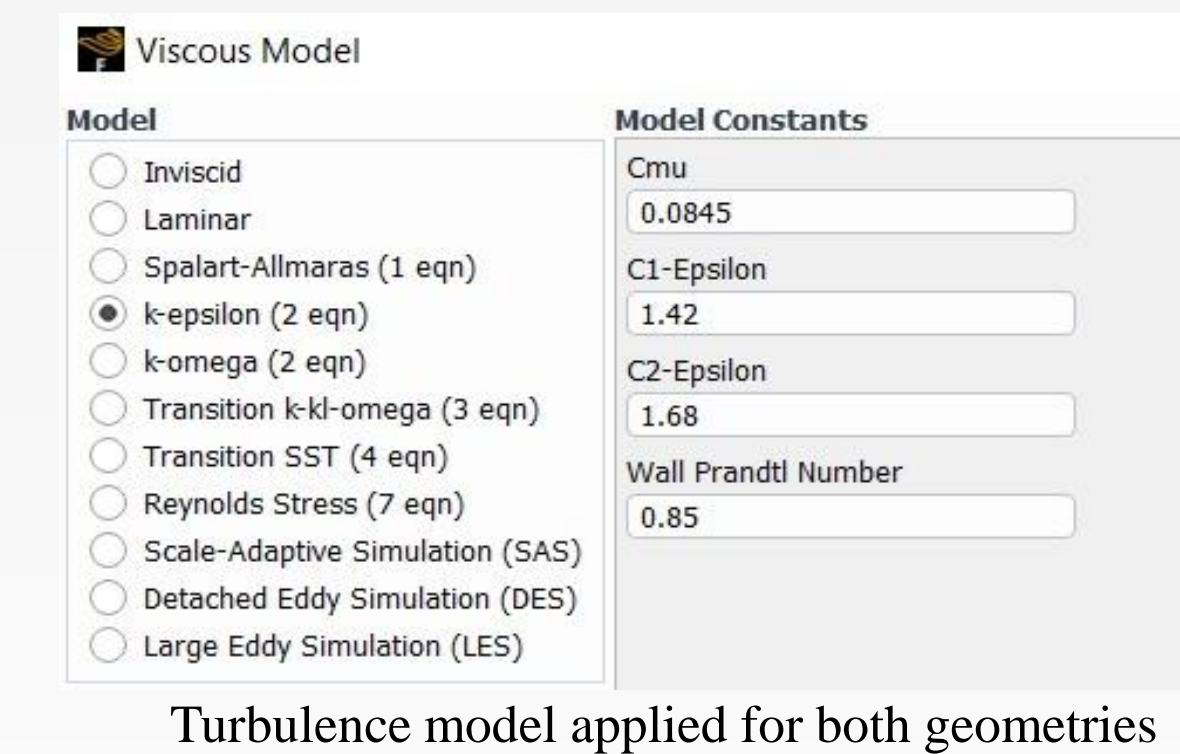 Viscous Model
Model
Inviscid
Laminar
Spalart-Allmaras (1 eqn)
k-epsilon (2 eqn)
k-omega (2 eqn)
Transition k-kl-omega (3 eqn)
Transition SST (4 eqn)
Reynolds Stress (7 eqn)
Scale-Adaptive Simulation (SAS)
Detached Eddy Simulation (DES)
Large Eddy Simulation (LES)
Model Constants
Cmu
0.0845
C1-Epsilon
1.42
C2-Epsilon
1.68
Wall Prandtl Number
0.85
Turbulence model applied for both geometries